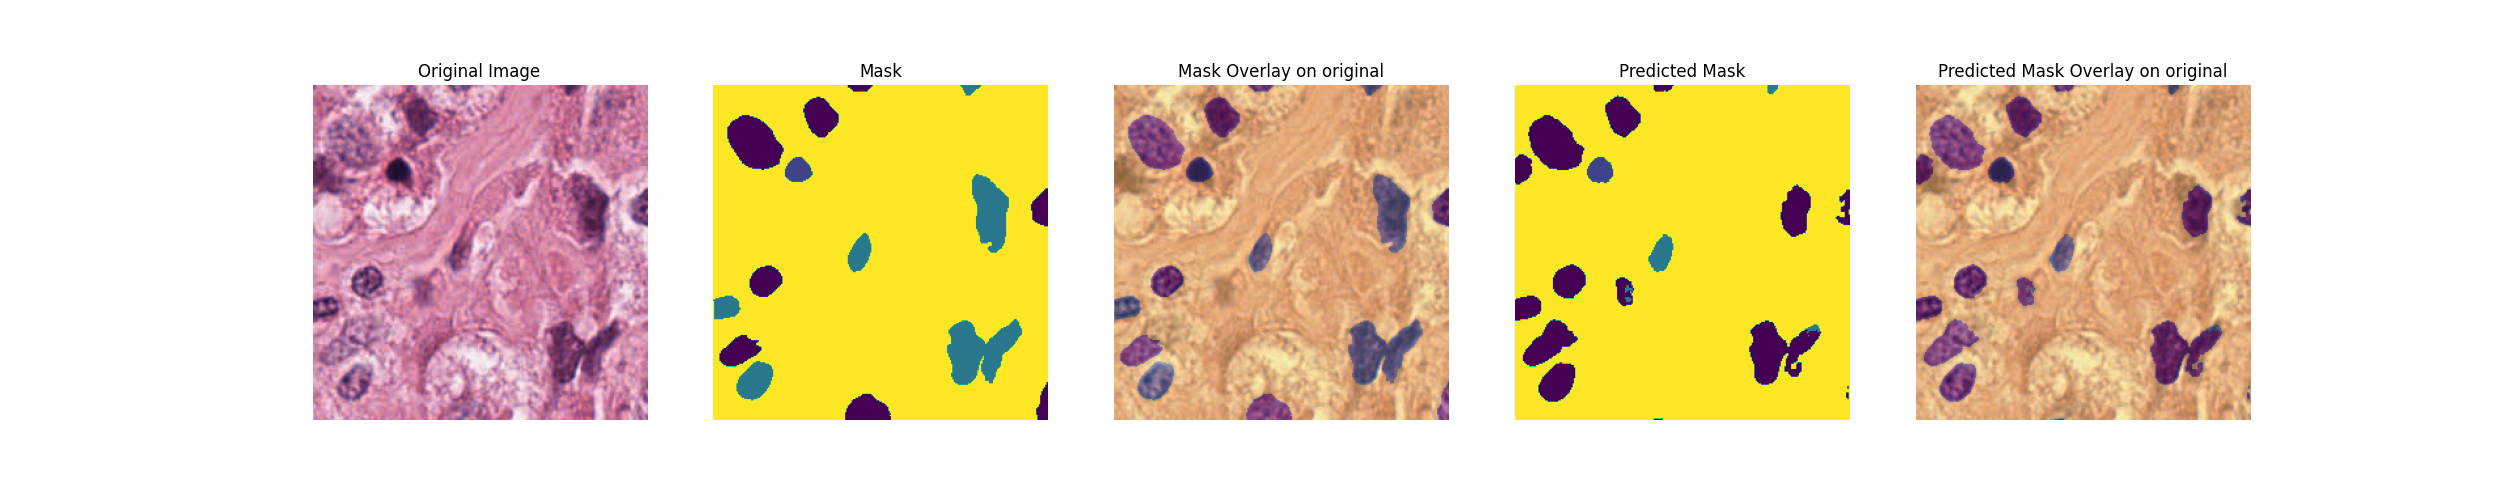 Original Image
Mask
Mask Overlay on original
Predicted Mask
Predicted Mask Overlay on original